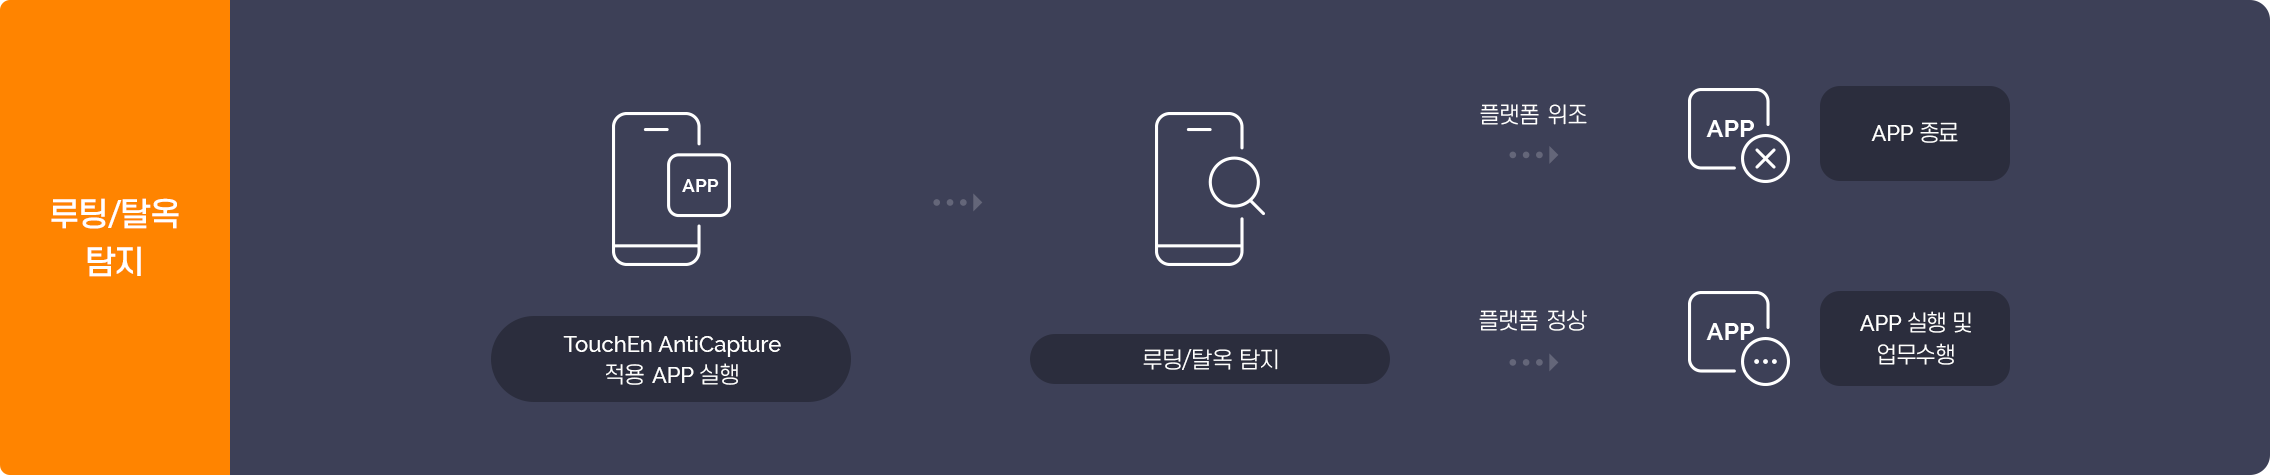 루팅/탈옥
탐지
APP
TouchEn AntiCapture
적용 APP 실행
루팅/탈옥 탐지
플랫폼 위조
APP
APP 종료
플랫폼 정상
APP
APP 실행 및
업무수행